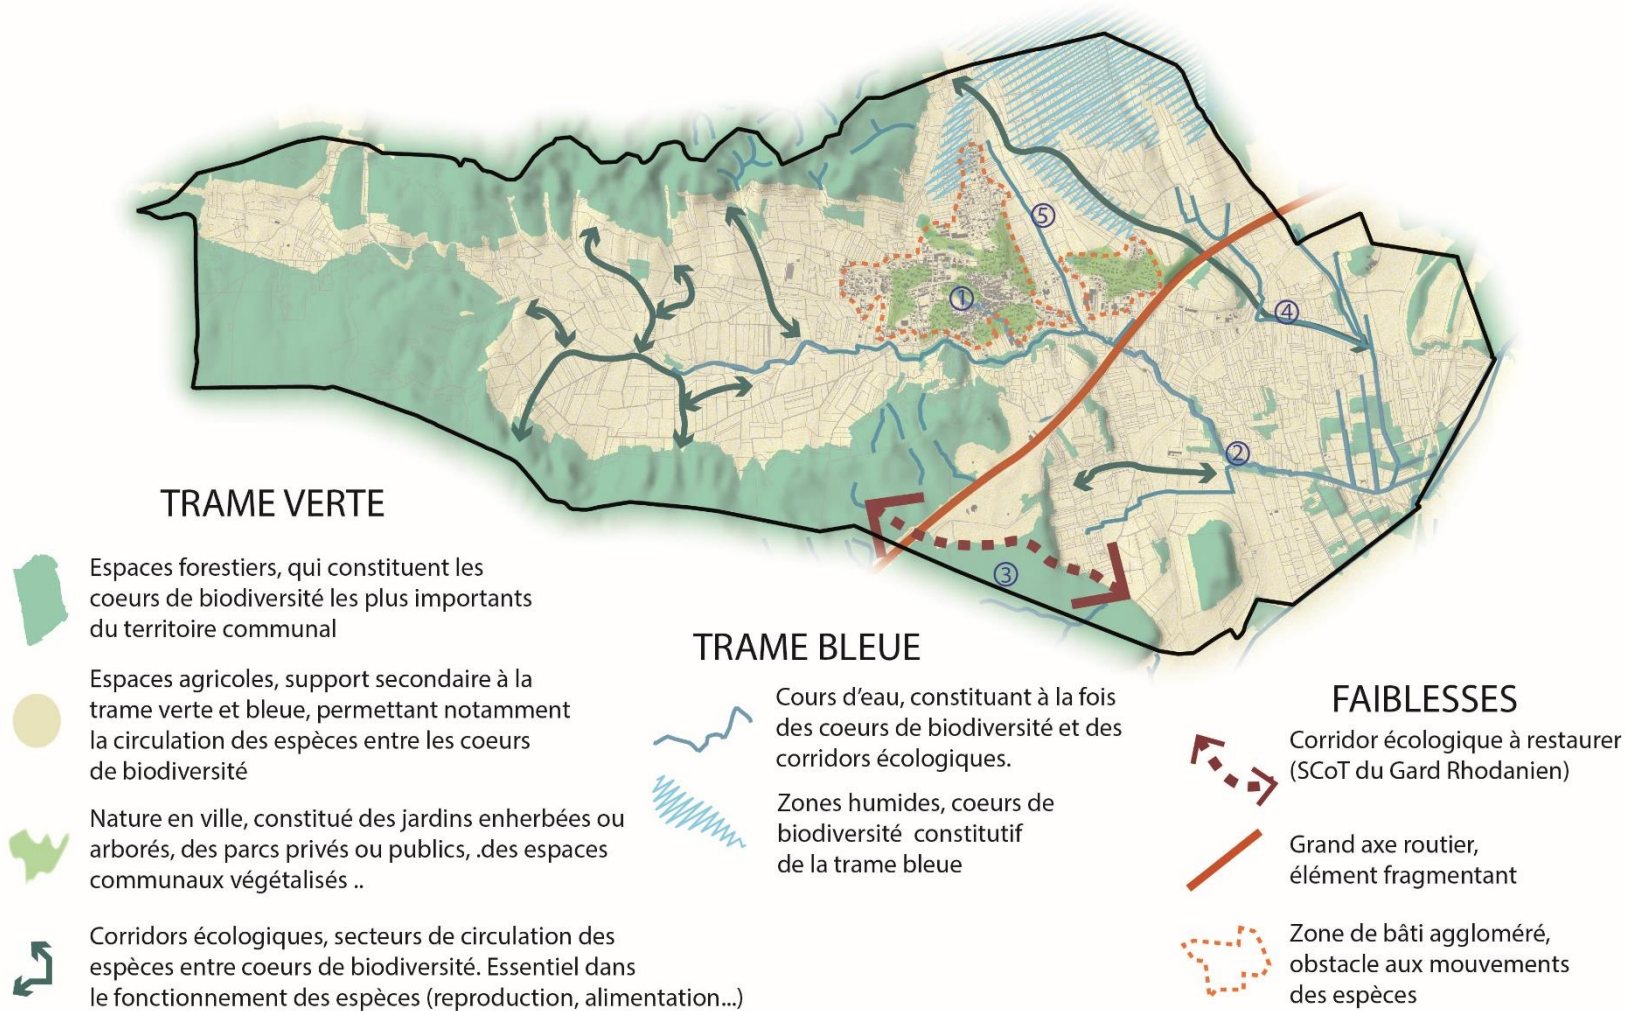 ⑤
①
④
②
③
TRAME VERTE
Espaces forestiers, qui constituent les
coeurs de biodiversité les plus importants
du territoire communal
Espaces agricoles, support secondaire à la
trame verte et bleue, permettant notamment
la circulation des espèces entre les coeurs
de biodiversité
Nature en ville, constitué des jardins enherbées ou
arborés, des parcs privés ou publics, .des espaces
communaux végétalisés ..
Corridors écologiques, secteurs de circulation des
espèces entre coeurs de biodiversité. Essentiel dans
le fonctionnement des espèces (reproduction, alimentation...)
TRAME BLEUE
Cours d'eau, constituant à la fois
des coeurs de biodiversité et des
corridors écologiques.
Zones humides, coeurs de
biodiversité constitutif
de la trame bleue
FAIBLESSES
Corridor écologique à restaurer
(SCoT du Gard Rhodanien)
Grand axe routier,
élément fragmentant
Zone de bâti aggloméré,
obstacle aux mouvements
des espèces